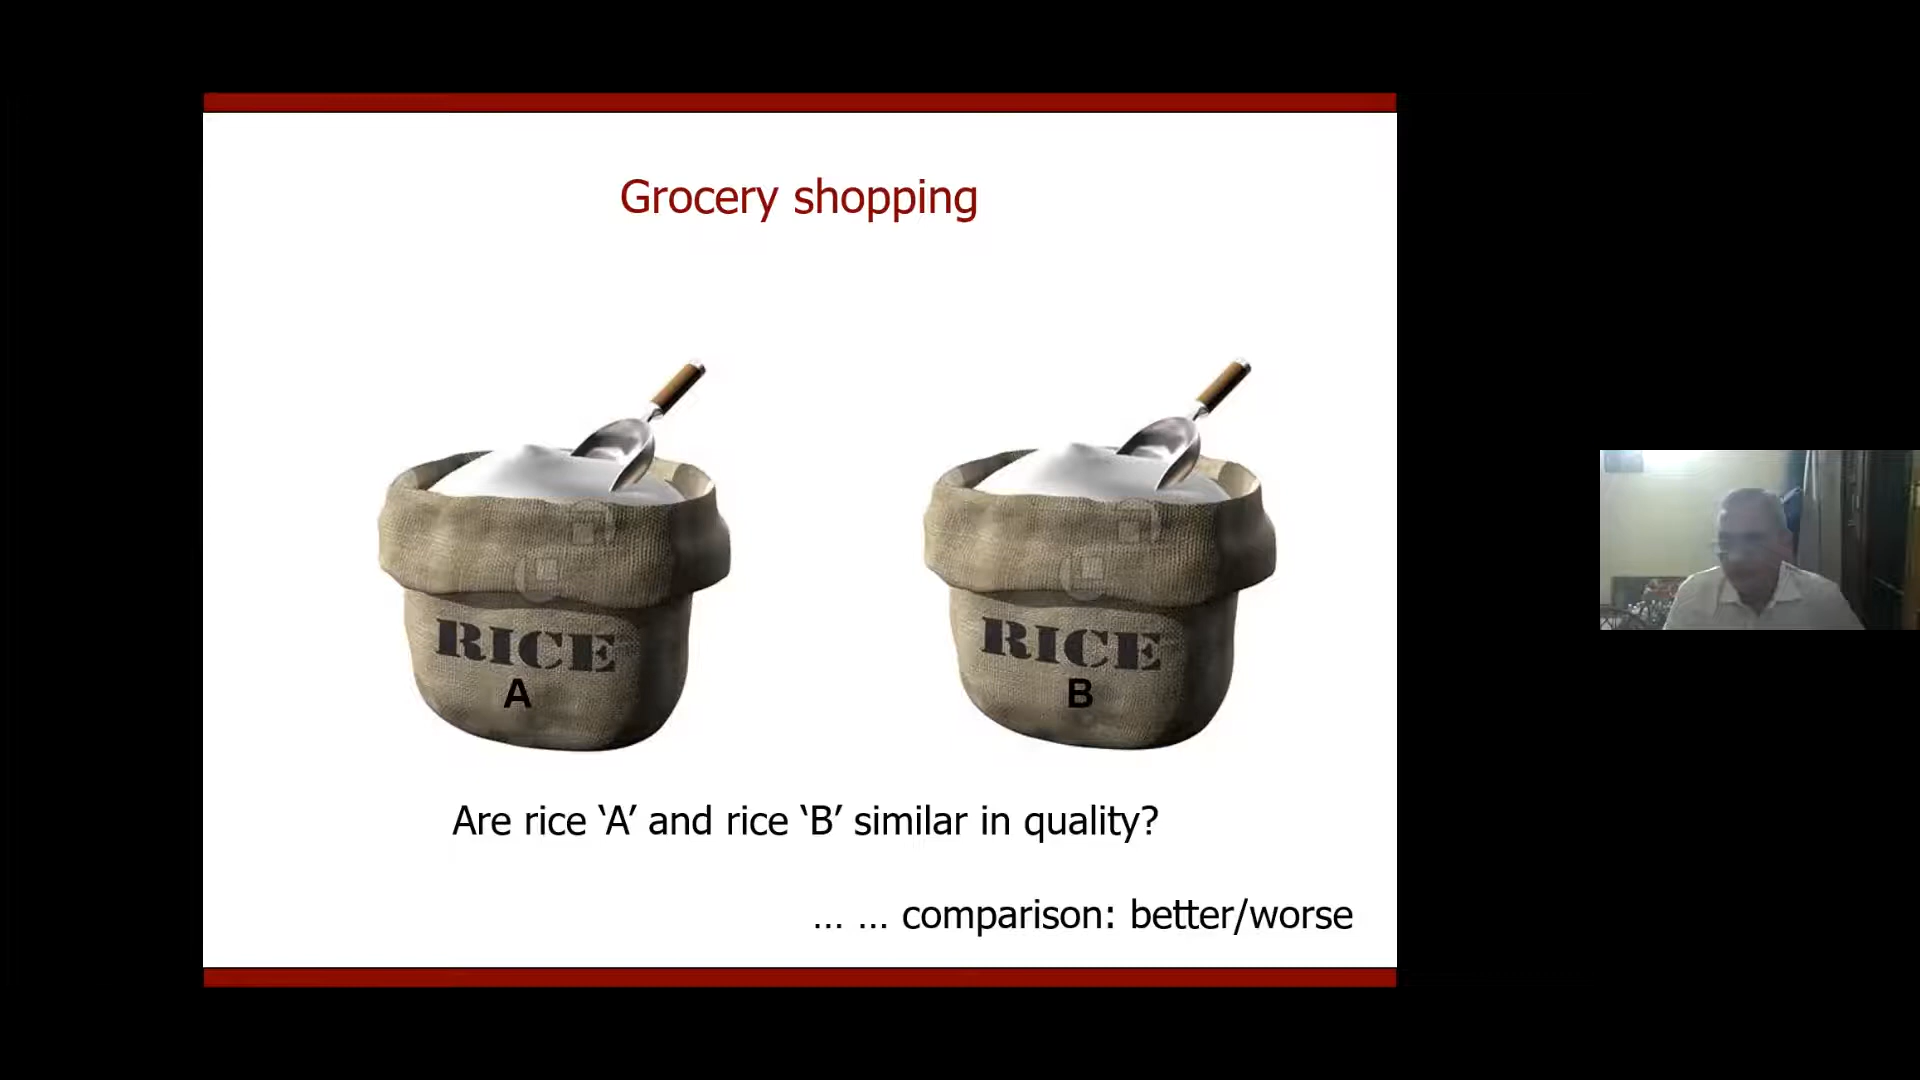 Grocery shopping
RICE
A
RICE
B
Are rice ‘A’ and rice ‘B’ similar in quality?
... ... comparison: better/worse